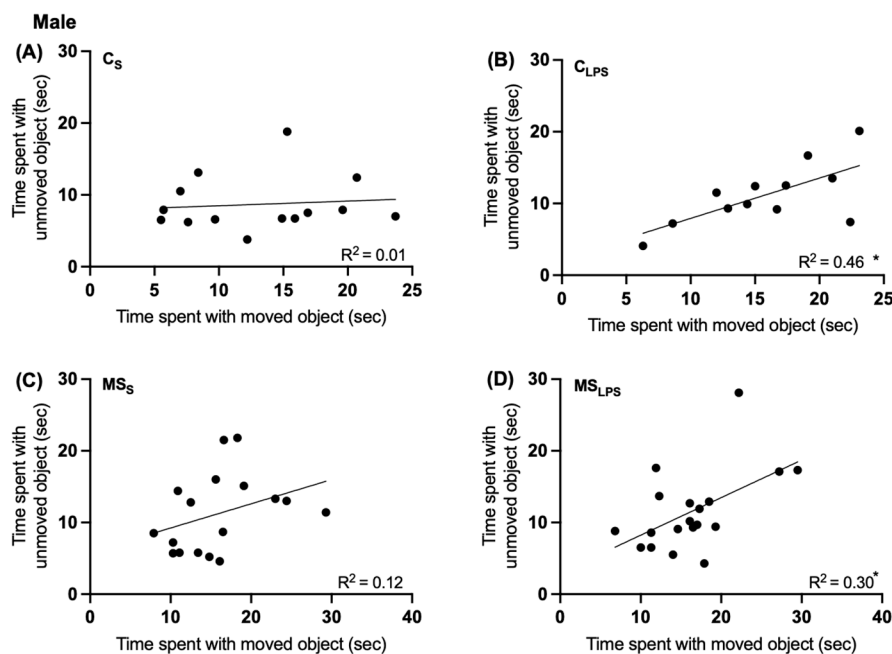 Male
(A)
C_S
30
20
10
0
0 5 10 15 20 25
Time spent with
unmoved object (sec)
Time spent with moved object (sec)
R² = 0.01
(B)
C_LPS
30
20
10
0
0 5 10 15 20 25
Time spent with
unmoved object (sec)
Time spent with moved object (sec)
R² = 0.46 *
(C)
MS_S
30
20
10
0
0 10 20 30 40
Time spent with
unmoved object (sec)
Time spent with moved object (sec)
R² = 0.12
(D)
MS_LPS
30
20
10
0
0 10 20 30 40
Time spent with
unmoved object (sec)
Time spent with moved object (sec)
R² = 0.30*